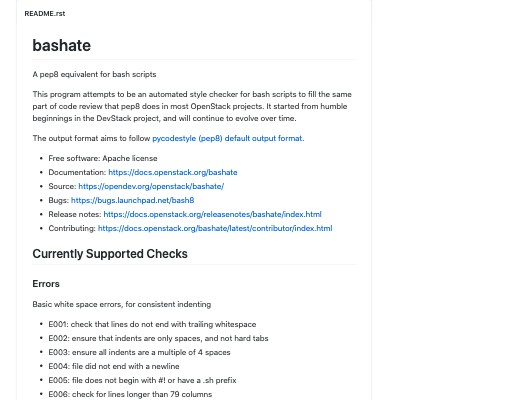 README.rst
bashate
A pep8 equivalent for bash scripts
This program attempts to be an automated style checker for bash scripts to fill the same
part of code review that pep8 does in most OpenStack projects. It started from humble
beginnings in the DevStack project, and will continue to evolve over time.
The output format aims to follow pycodestyle (pep8) default output format.
• Free software: Apache license
• Documentation: https://docs.openstack.org/bashate
• Source: https://opendev.org/openstack/bashate/
• Bugs: https://bugs.launchpad.net/bash8
• Release notes: https://docs.openstack.org/releasenotes/bashate/index.html
• Contributing: https://docs.openstack.org/bashate/latest/contributor/index.html
Currently Supported Checks
Errors
Basic white space errors, for consistent indenting
• E001: check that lines do not end with trailing whitespace
• E002: ensure that indents are only spaces, and not hard tabs
• E003: ensure all indents are a multiple of 4 spaces
• E004: file did not end with a newline
• E005: file does not begin with #! or have a .sh prefix
• E006: check for lines longer than 79 columns